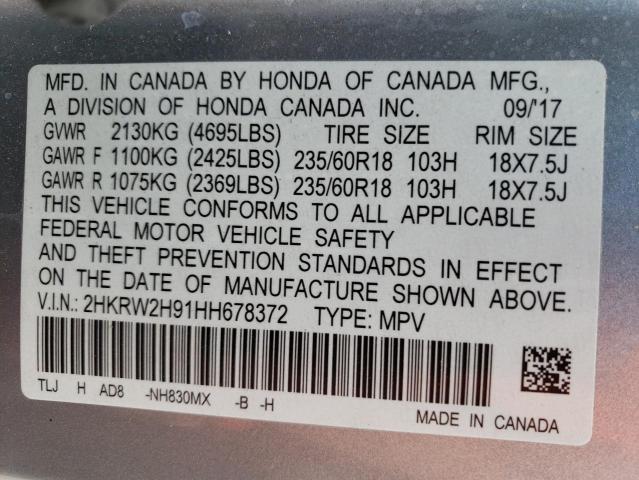 MFD. IN CANADA BY HONDA OF CANADA MFG.,
A DIVISION OF HONDA CANADA INC. 09/'17
GVWR 2130KG (4695LBS) TIRE SIZE RIM SIZE
GAWR F 1100KG (2425LBS) 235/60R18 103H 18X7.5J
GAWR R 1075KG (2369LBS) 235/60R18 103H 18X7.5J
THIS VEHICLE CONFORMS TO ALL APPLICABLE
FEDERAL MOTOR VEHICLE SAFETY
AND THEFT PREVENTION STANDARDS IN EFFECT
ON THE DATE OF MANUFACTURE SHOWN ABOVE.
V.I.N.: 2HKRW2H91HH678372 TYPE: MPV
TLJ H AD8 -NH830MX -B -H
MADE IN CANADA